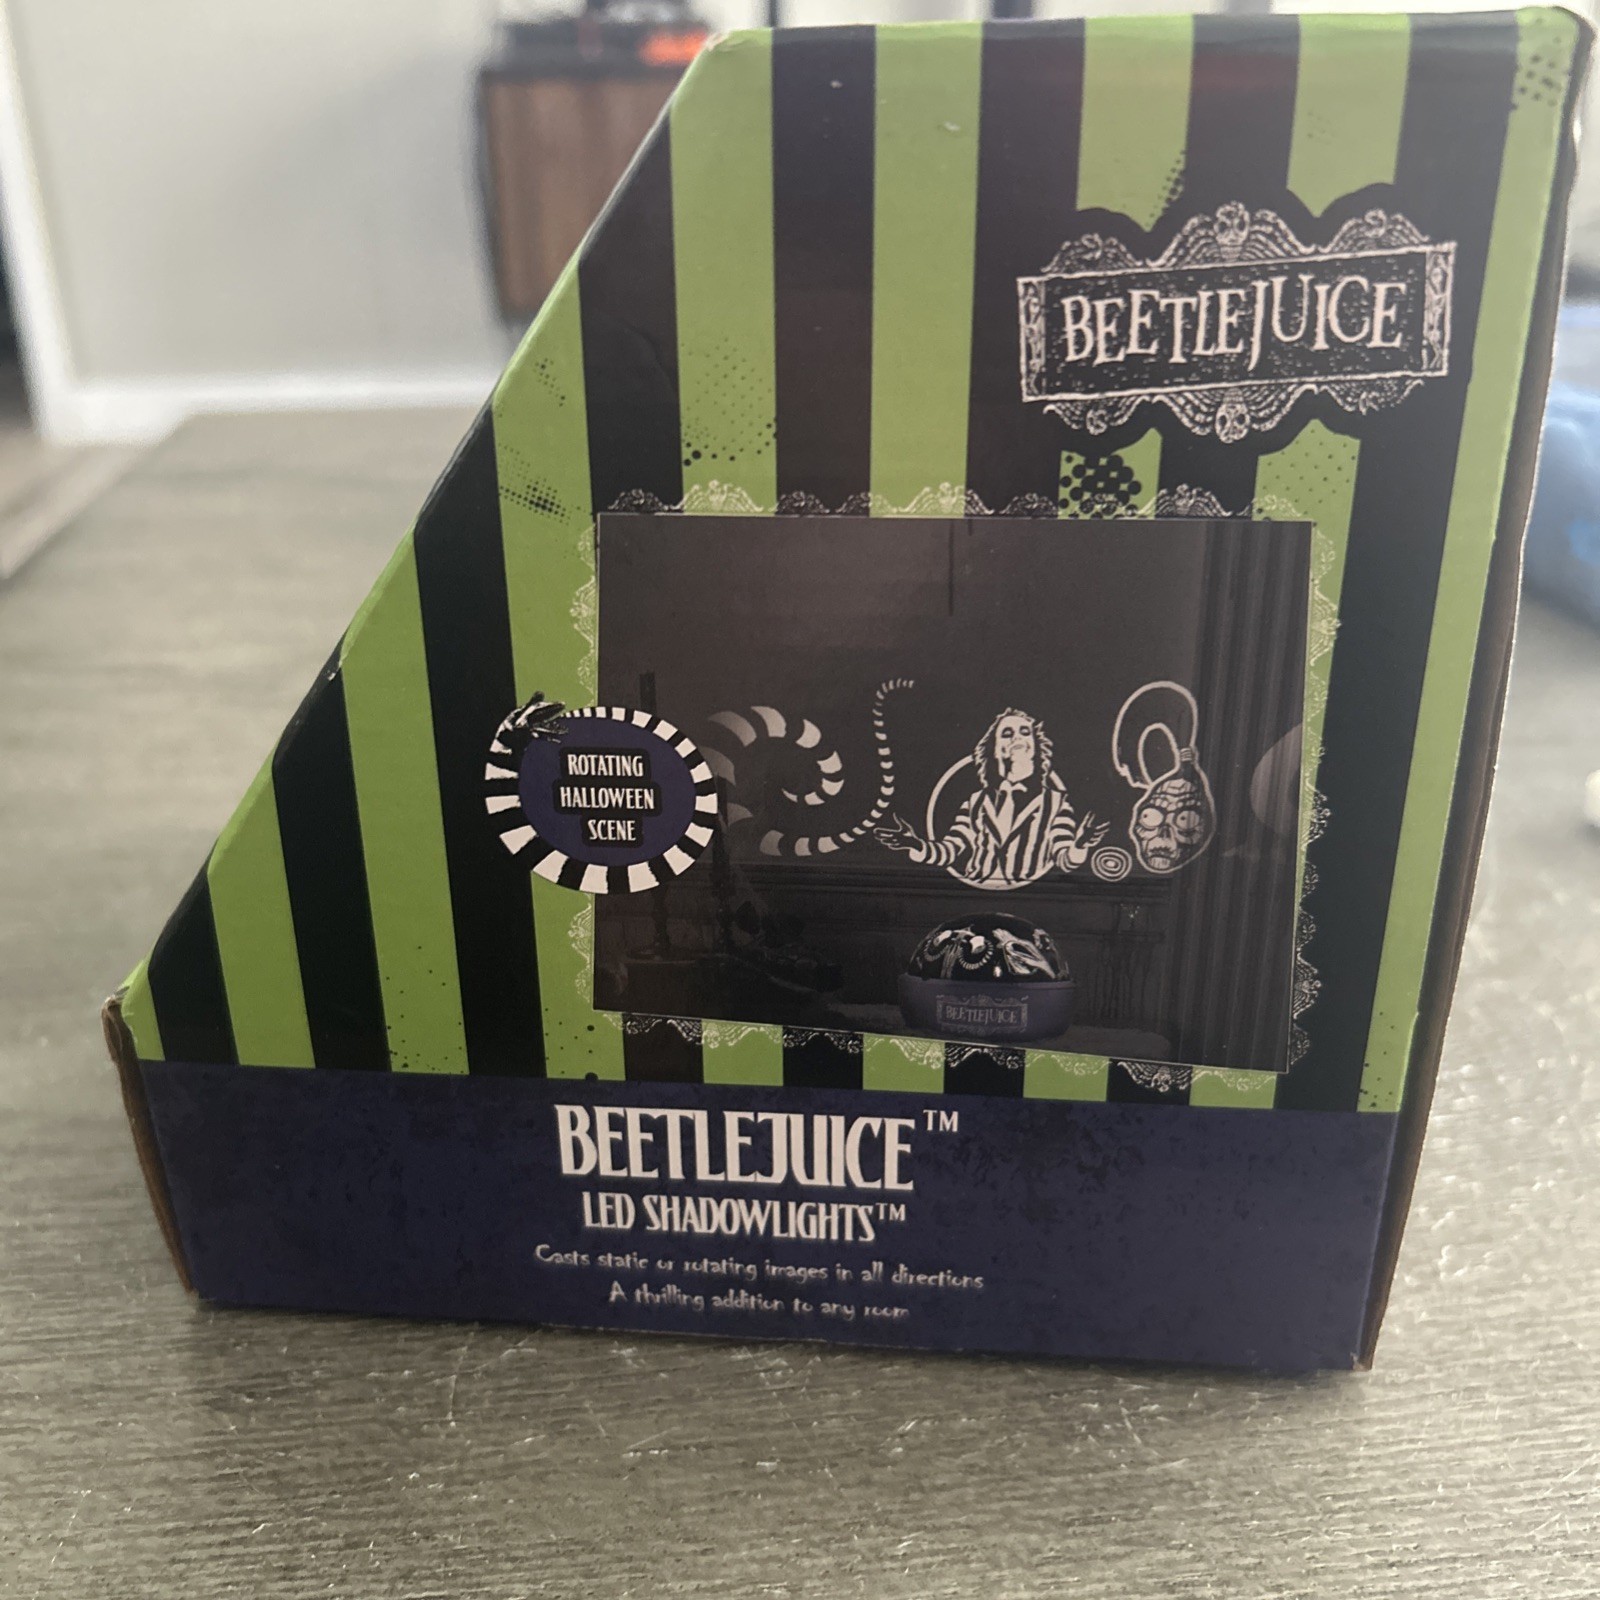 BEETLEJUICE
ROTATING
HALLOWEEN
SCENE
BEETLEJUICE
BEETLEJUICE™
LED SHADOWLIGHTS™
Casts static or rotating images in all directions
A thrilling addition to any room